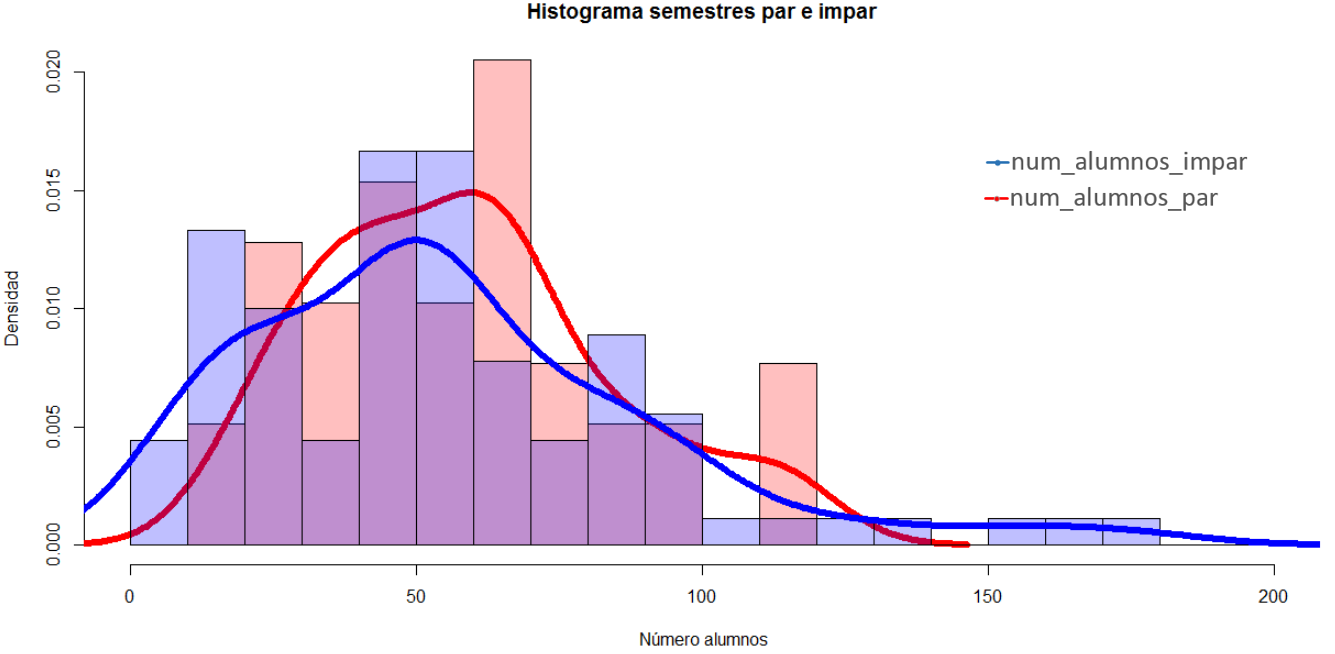 Histograma semestres par e impar
0.020
0.015
0.010
0.005
0.000
Densidad
num_alumnos_impar
num_alumnos_par
0 50 100 150 200
Número alumnos